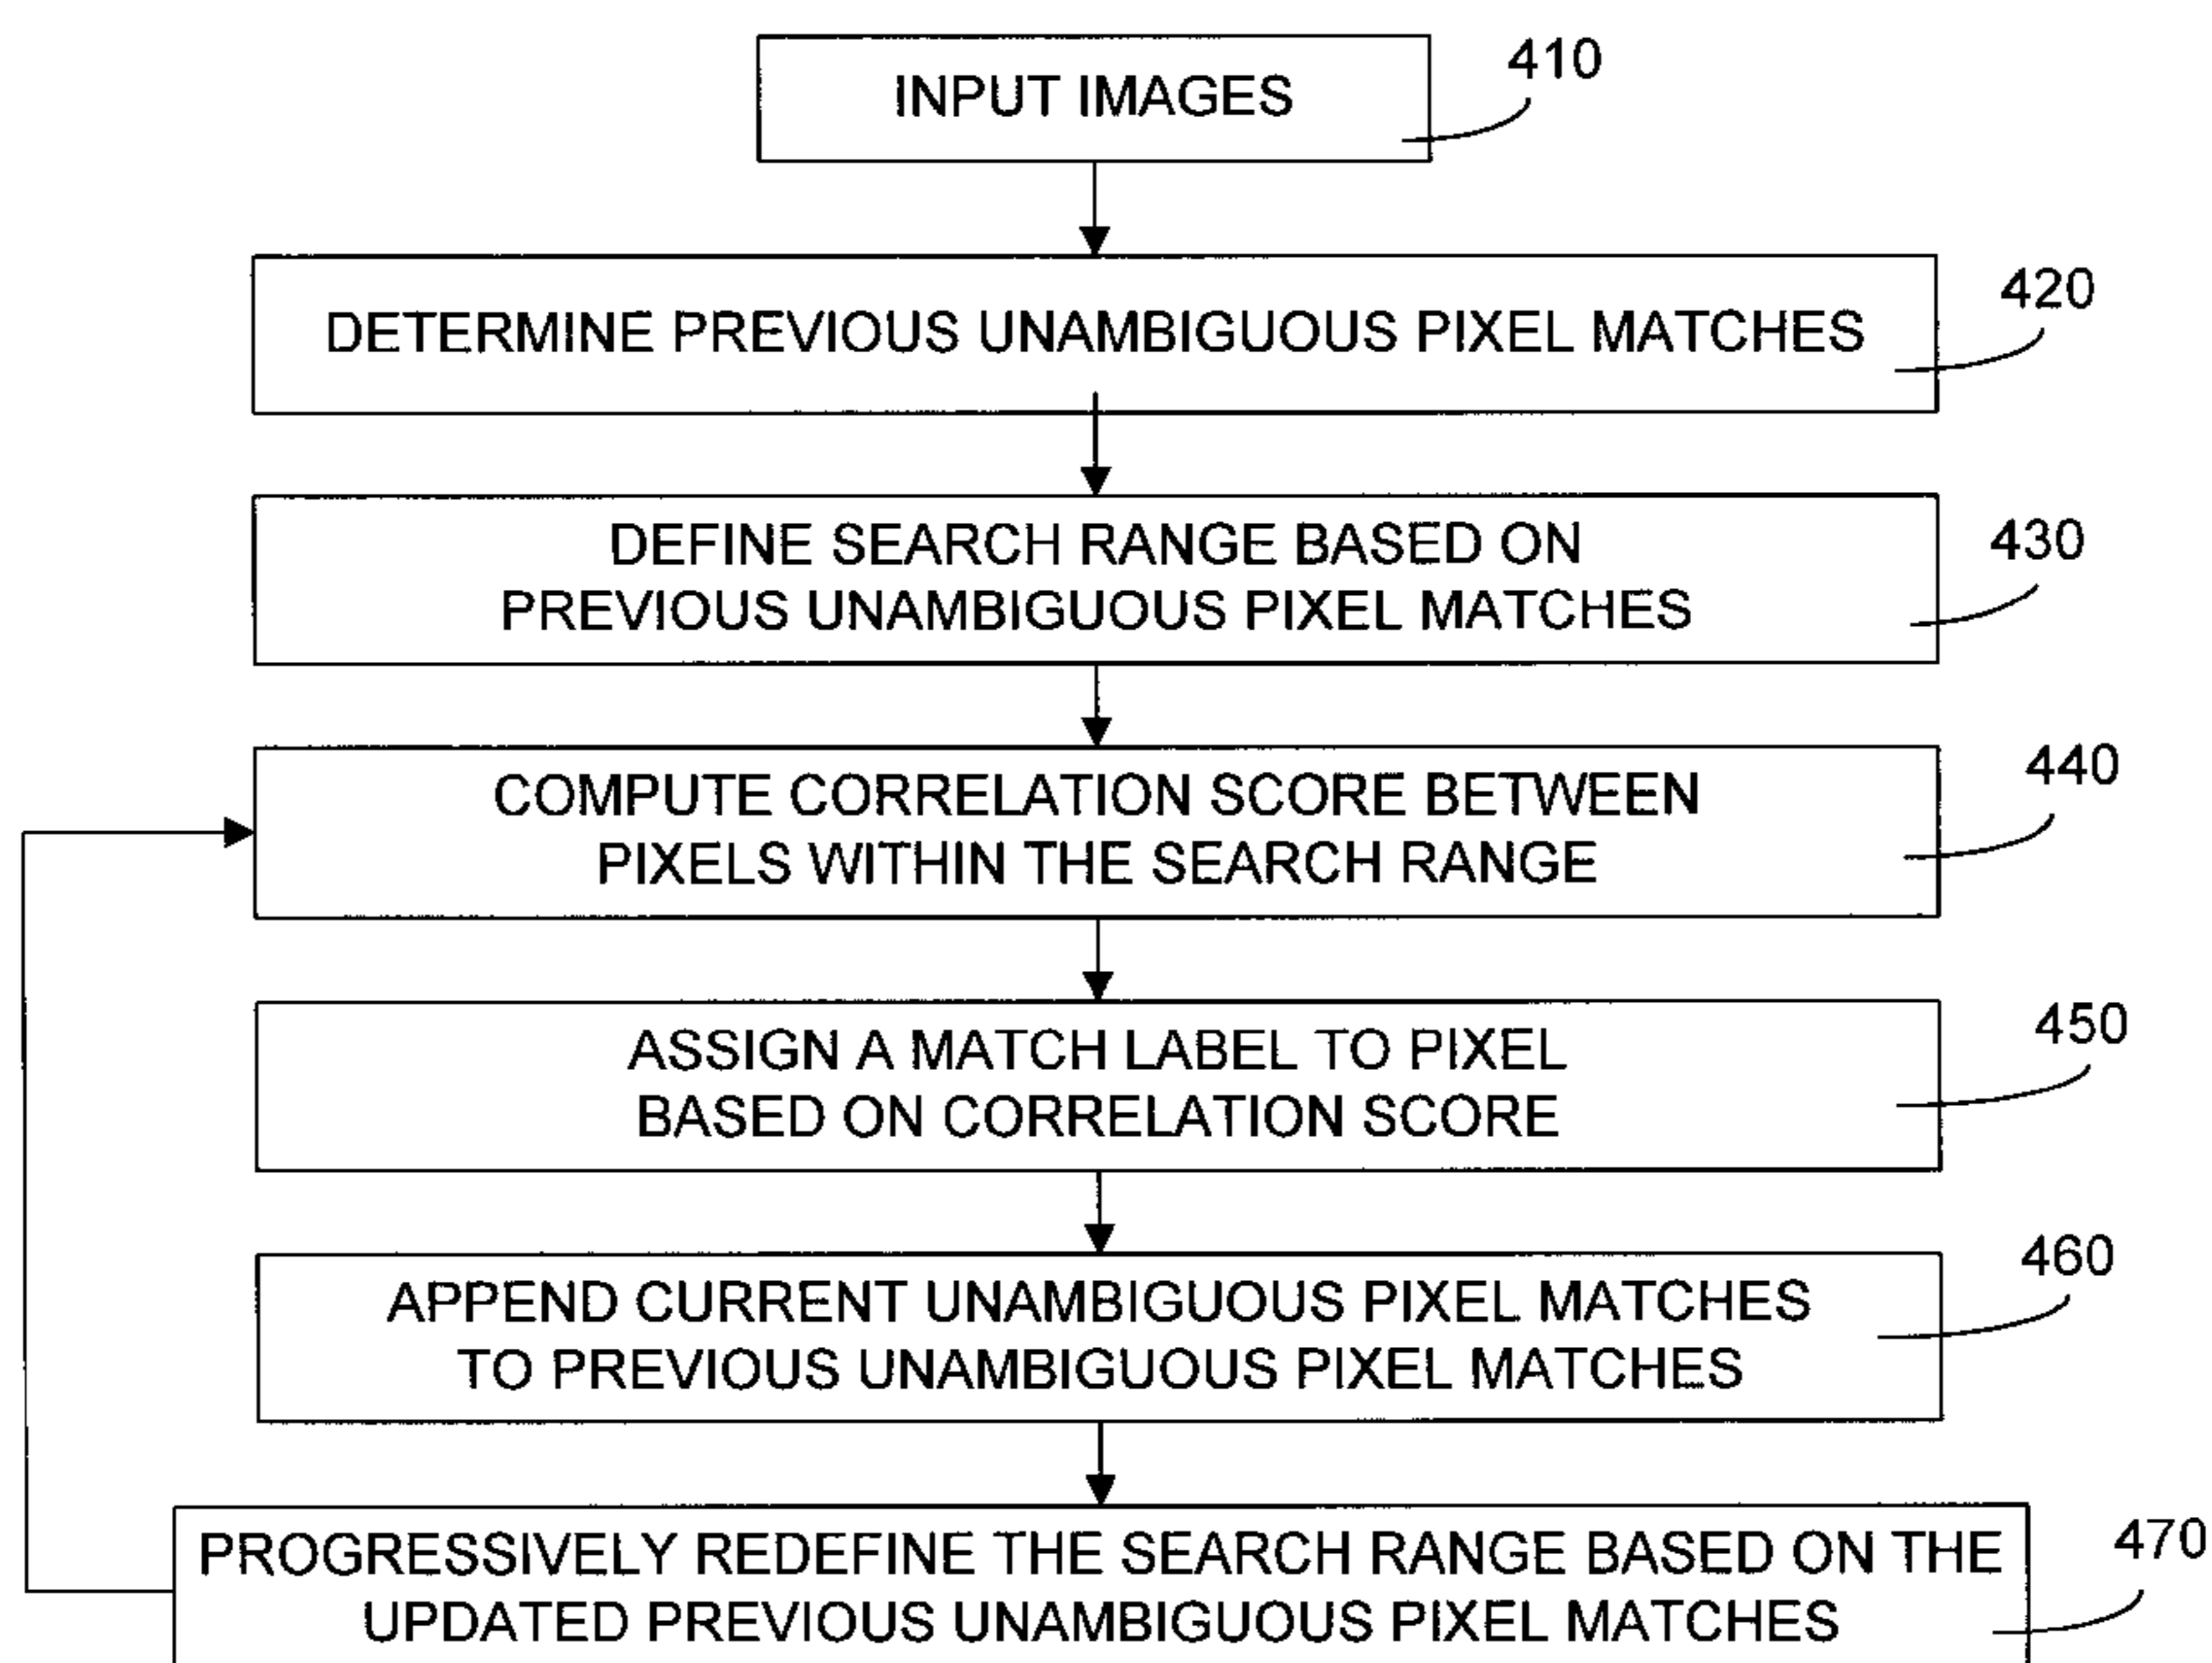 INPUT IMAGES
410
DETERMINE PREVIOUS UNAMBIGUOUS PIXEL MATCHES
420
DEFINE SEARCH RANGE BASED ON
PREVIOUS UNAMBIGUOUS PIXEL MATCHES
430
COMPUTE CORRELATION SCORE BETWEEN
PIXELS WITHIN THE SEARCH RANGE
440
ASSIGN A MATCH LABEL TO PIXEL
BASED ON CORRELATION SCORE
450
APPEND CURRENT UNAMBIGUOUS PIXEL MATCHES
TO PREVIOUS UNAMBIGUOUS PIXEL MATCHES
460
PROGRESSIVELY REDEFINE THE SEARCH RANGE BASED ON THE
UPDATED PREVIOUS UNAMBIGUOUS PIXEL MATCHES
470